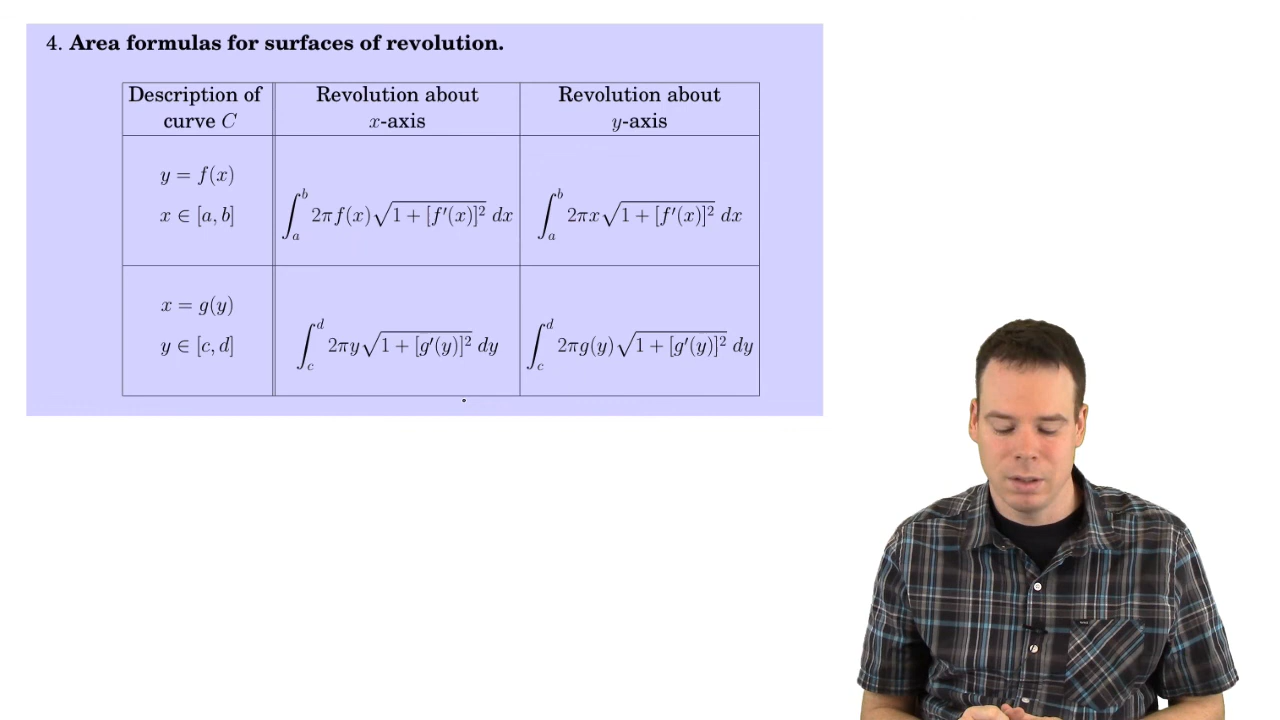 4. Area formulas for surfaces of revolution.
Description of curve C
Revolution about x-axis
Revolution about y-axis
y = f(x)
x ∈ [a, b]
∫_a^b 2πf(x)√(1 + [f′(x)]²) dx
∫_a^b 2πx√(1 + [f′(x)]²) dx
x = g(y)
y ∈ [c, d]
∫_c^d 2πy√(1 + [g′(y)]²) dy
∫_c^d 2πg(y)√(1 + [g′(y)]²) dy